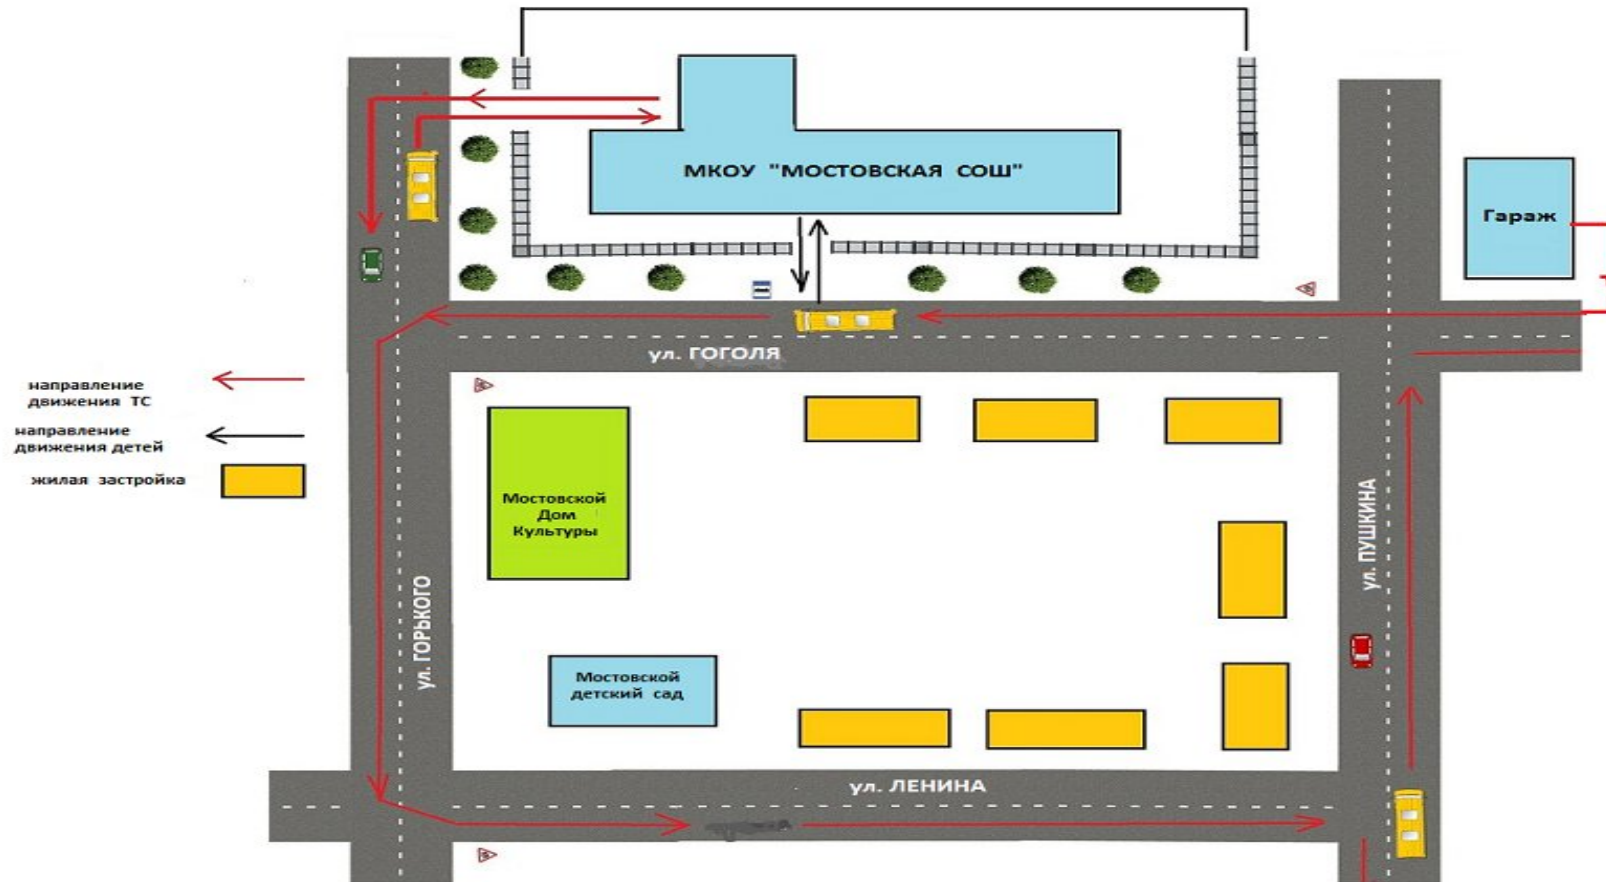 МКОУ "МОСТОВСКАЯ СОШ"
Гараж
ул. ГОГОЛЯ
направление
движения ТС
направление
движения детей
жилая застройка
Мостовской
Дом
Культуры
ул. ПУШКИНА
ул. ГОРЬКОГО
Мостовской
детский сад
ул. ЛЕНИНА